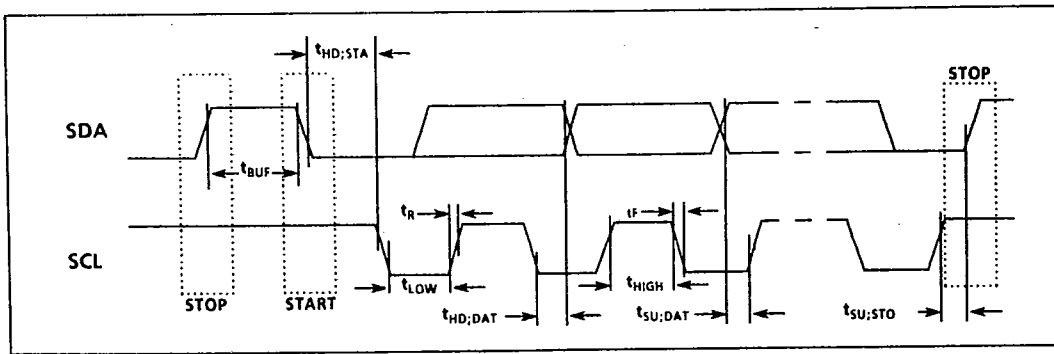 tHD;STA
STOP
SDA
tBUF
tR
tF
SCL
tLOW
tHIGH
STOP
START
tHD;DAT
tSU;DAT
tSU;STO